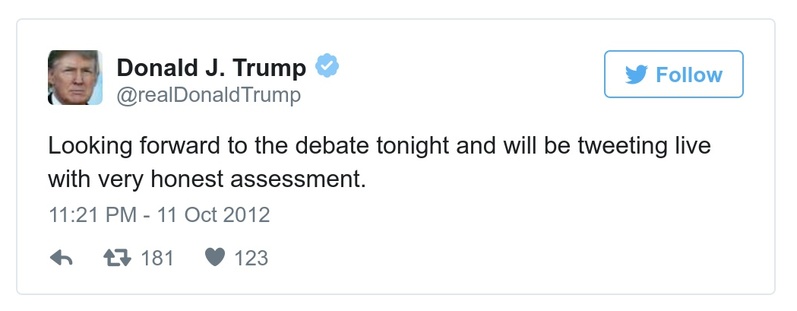 Donald J. Trump
@realDonaldTrump
Follow
Looking forward to the debate tonight and will be tweeting live
with very honest assessment.
11:21 PM - 11 Oct 2012
181 123